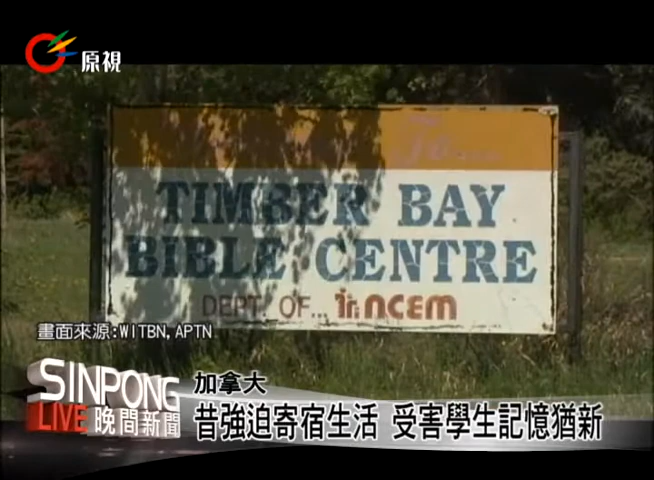 原視
To
TIMBER BAY
BIBLE CENTRE
DEPT. OF... NCEM
畫面來源:WITBN,APTN
SINPONG
LIVE 晚間新聞
加拿大
昔強迫寄宿生活 受害學生記憶猶新